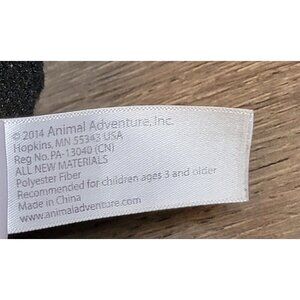 © 2014 Animal Adventure, Inc.
Hopkins, MN 55343 USA
Reg No. PA-13040 (CN)
ALL NEW MATERIALS
Polyester Fiber
Recommended for children ages 3 and older
Made in China
www.animaladventure.com